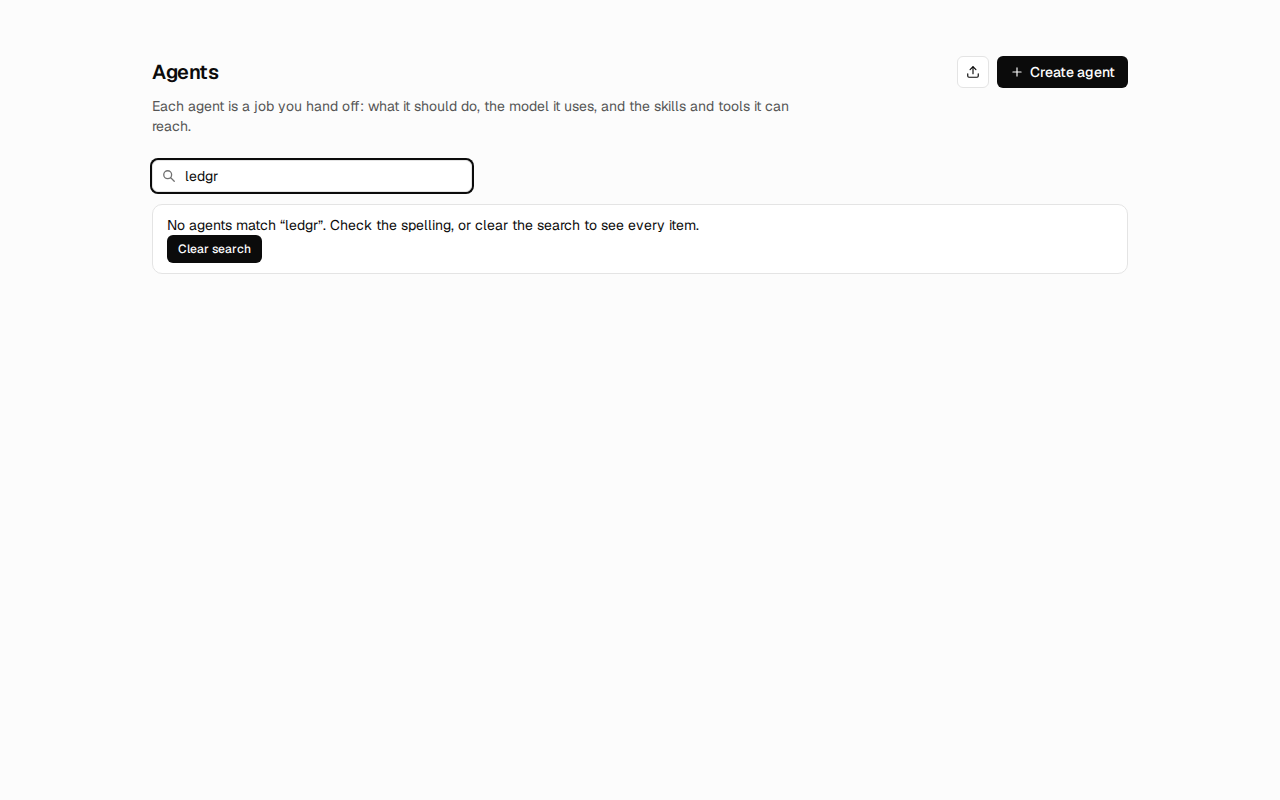 Agents
Create agent
Each agent is a job you hand off: what it should do, the model it uses, and the skills and tools it can
reach.
ledgr
No agents match “ledgr”. Check the spelling, or clear the search to see every item.
Clear search